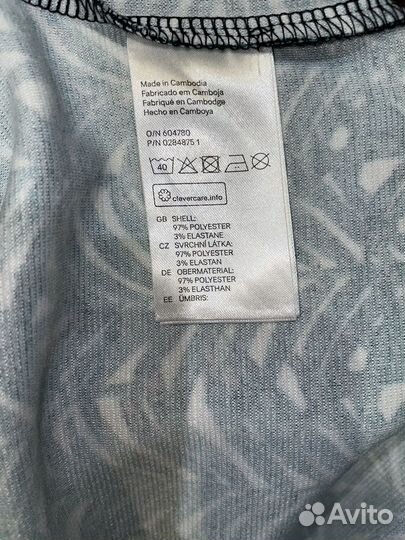 Made in Cambodia
Fabricado em Camboja
Fabriqué en Cambodge
Hecho en Camboya
O/N 604780
P/N 0284875 1
40
clevercare.info
GB SHELL:
97% POLYESTER
3% ELASTANE
CZ SVRCHNÍ LÁTKA:
97% POLYESTER
3% ELASTAN
DE OBERMATERIAL:
97% POLYESTER
3% ELASTHAN
EE ÜMBRIS:
Avito